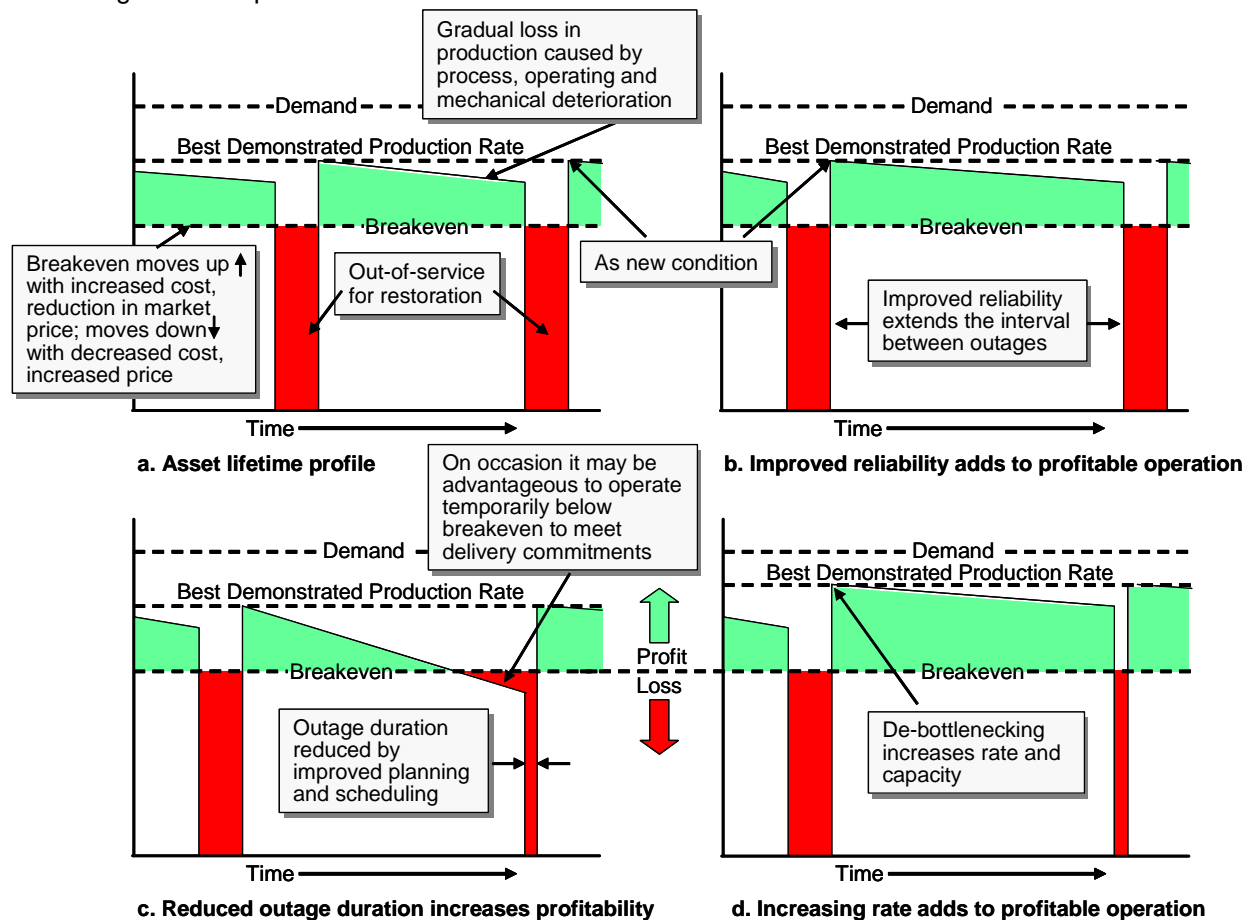 Gradual loss in
production caused by
process, operating and
mechanical deterioration
Demand
Best Demonstrated Production Rate
Breakeven
Breakeven moves up
with increased cost,
reduction in market
price; moves down
with decreased cost,
increased price
Out-of-service
for restoration
As new condition
Time
a. Asset lifetime profile
Demand
Best Demonstrated Production Rate
Breakeven
Improved reliability
extends the interval
between outages
Time
b. Improved reliability adds to profitable operation
On occasion it may be
advantageous to operate
temporarily below
breakeven to meet
delivery commitments
Demand
Best Demonstrated Production Rate
Breakeven
Profit
Loss
Outage duration
reduced by
improved planning
and scheduling
Time
c. Reduced outage duration increases profitability
Demand
Best Demonstrated Production Rate
Breakeven
De-bottlenecking
increases rate and
capacity
Time
d. Increasing rate adds to profitable operation